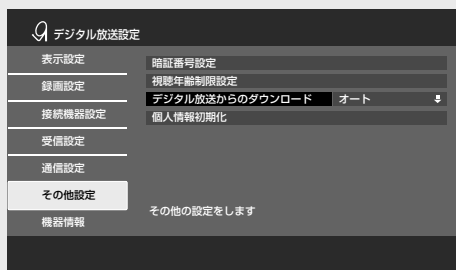 デジタル放送設定
表示設定
録画設定
接続機器設定
受信設定
通信設定
その他設定
機器情報
暗証番号設定
視聴年齢制限設定
デジタル放送からのダウンロード オート
個人情報初期化
その他の設定をします